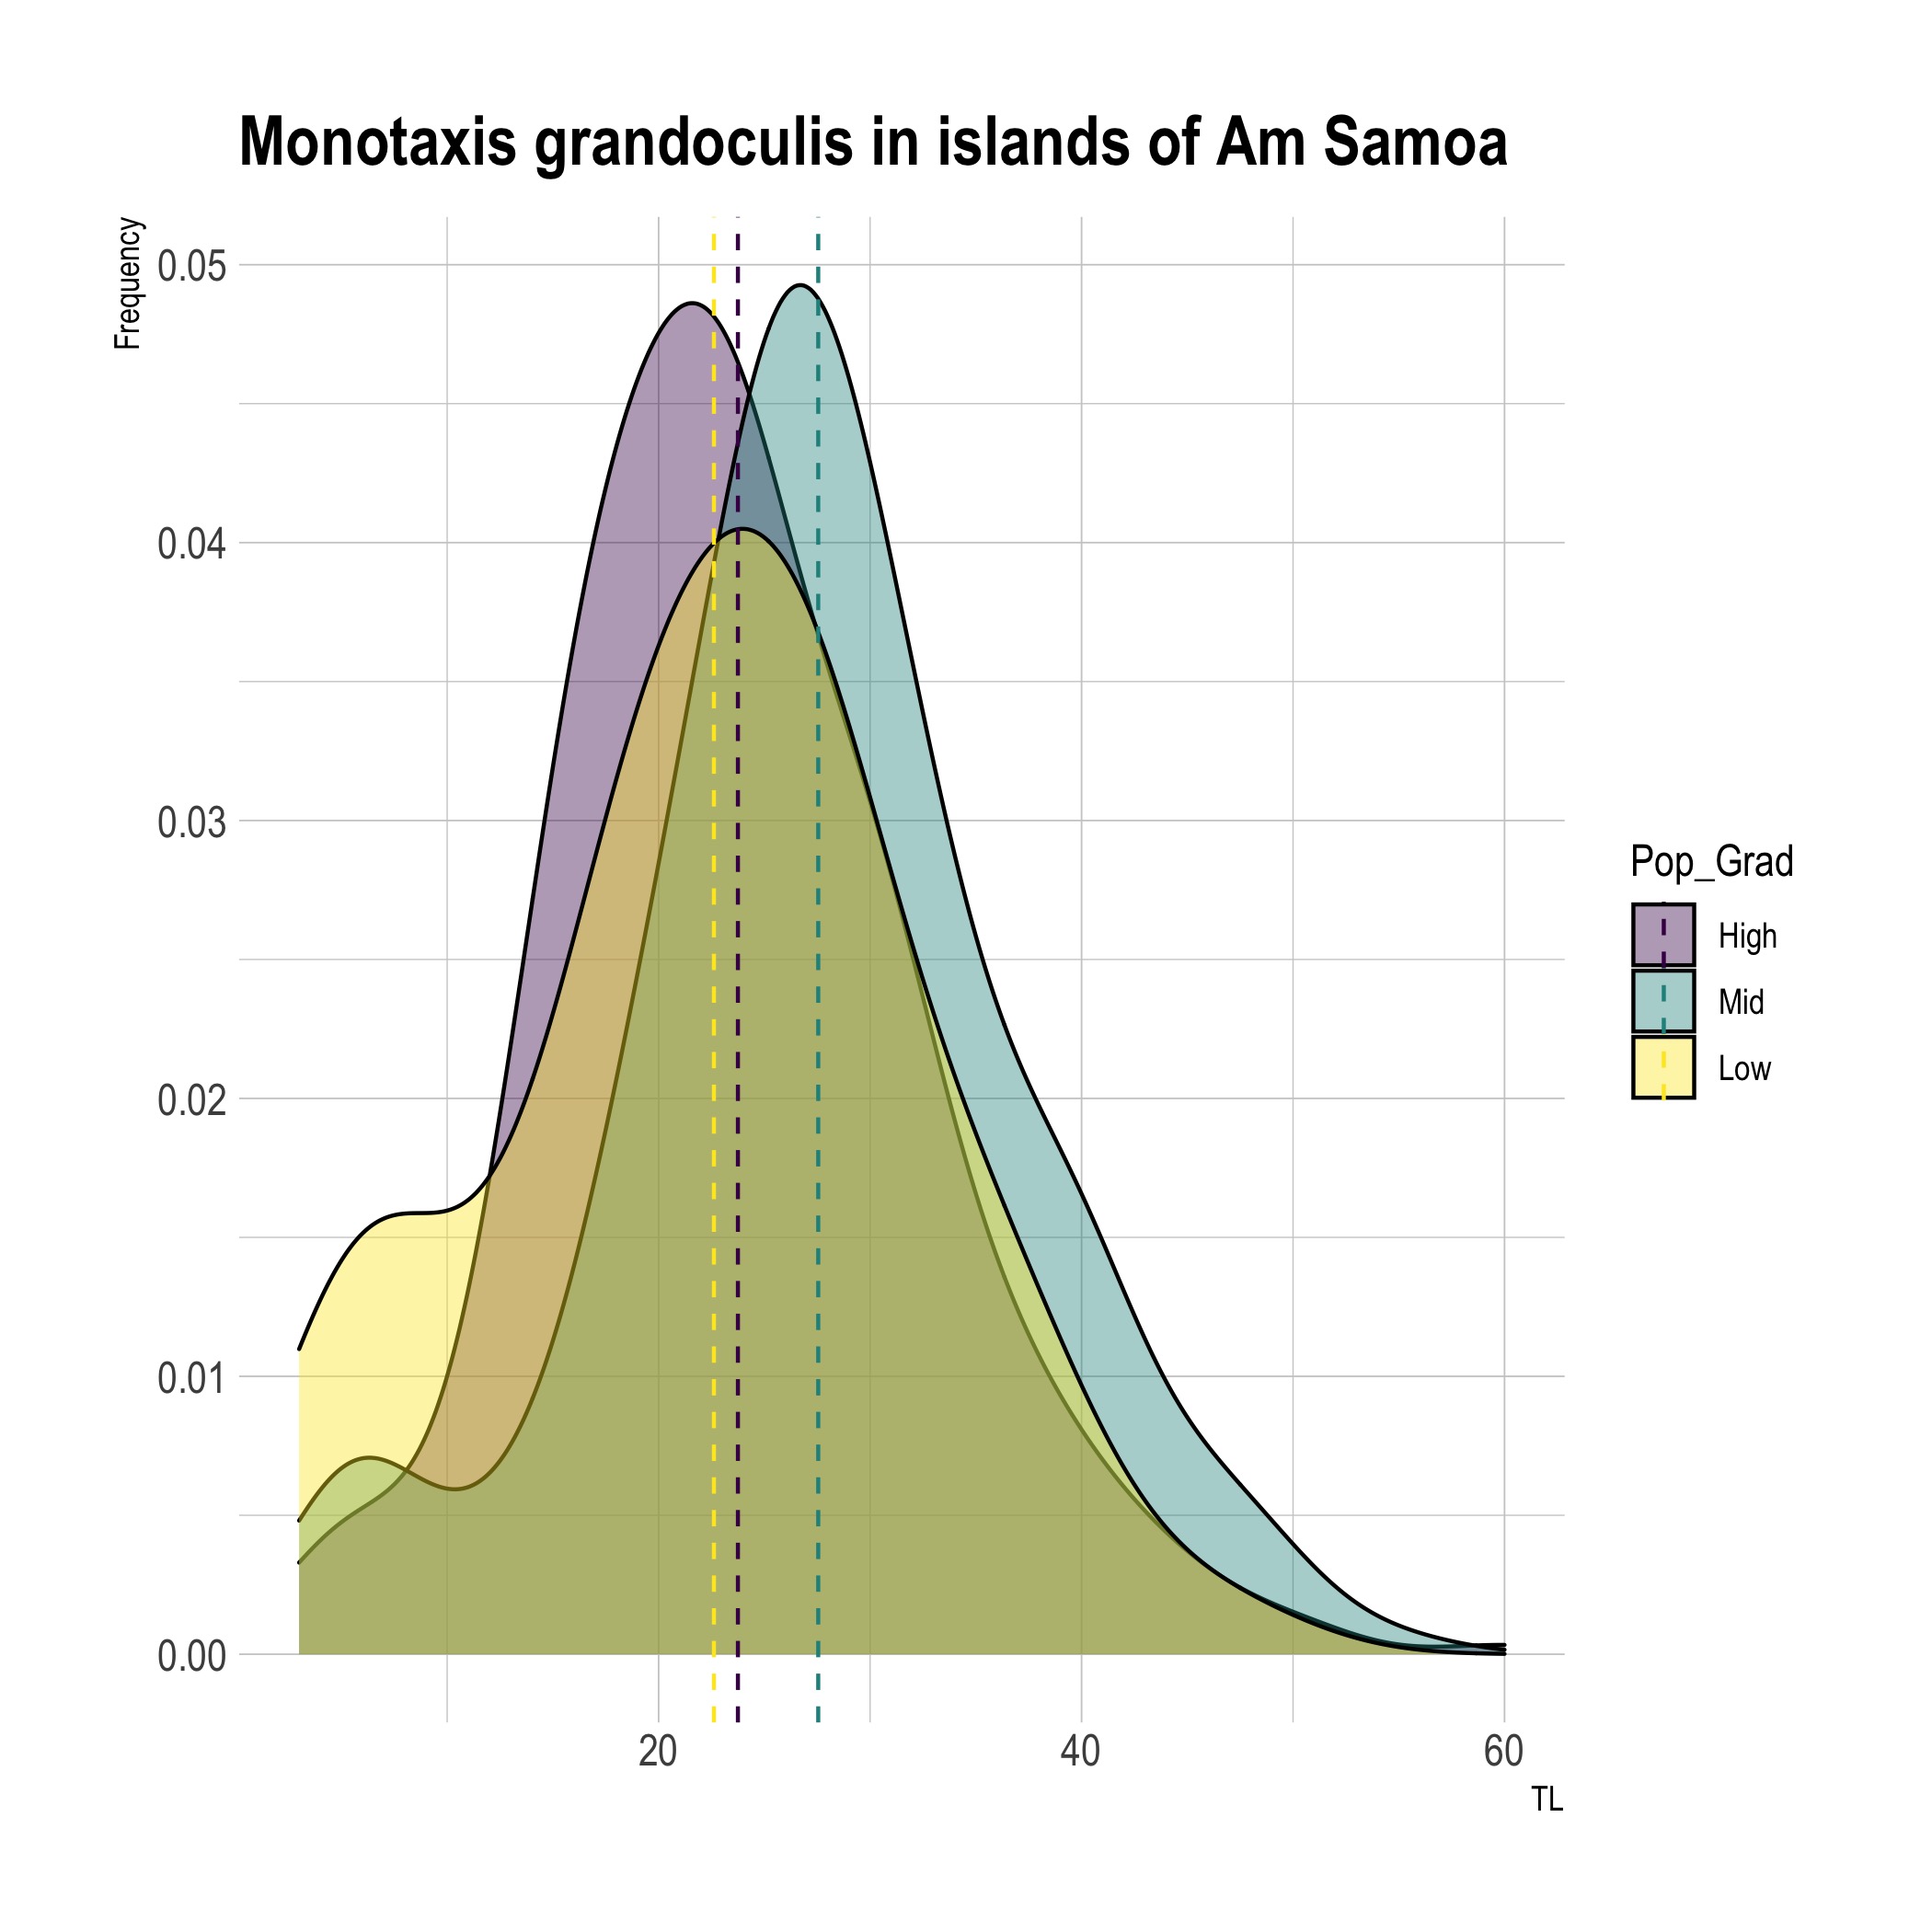 Monotaxis grandoculis in islands of Am Samoa
Frequency
0.05
0.04
0.03
0.02
0.01
0.00
20 40 60
TL
Pop_Grad
High
Mid
Low